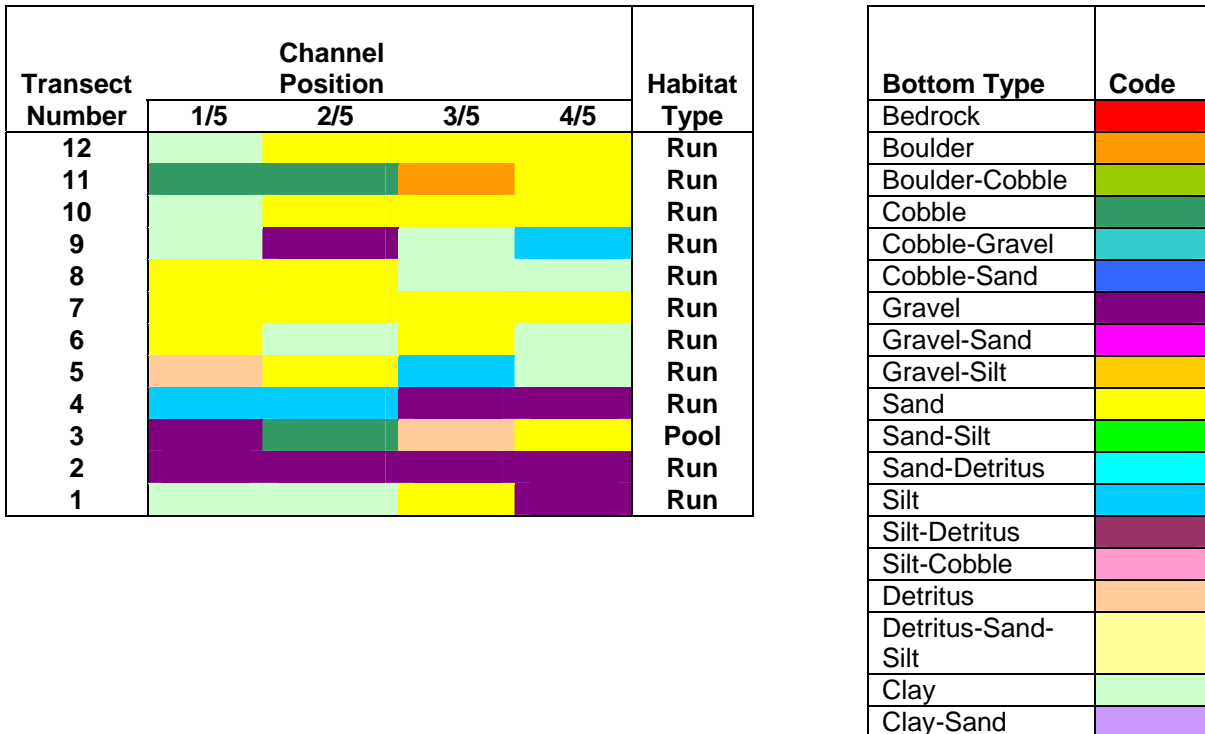 Channel
Transect Position Habitat
Number 1/5 2/5 3/5 4/5 Type
12 Run
11 Run
10 Run
9 Run
8 Run
7 Run
6 Run
5 Run
4 Run
3 Pool
2 Run
1 Run
Bottom Type Code
Bedrock
Boulder
Boulder-Cobble
Cobble
Cobble-Gravel
Cobble-Sand
Gravel
Gravel-Sand
Gravel-Silt
Sand
Sand-Silt
Sand-Detritus
Silt
Silt-Detritus
Silt-Cobble
Detritus
Detritus-Sand-
Silt
Clay
Clay-Sand